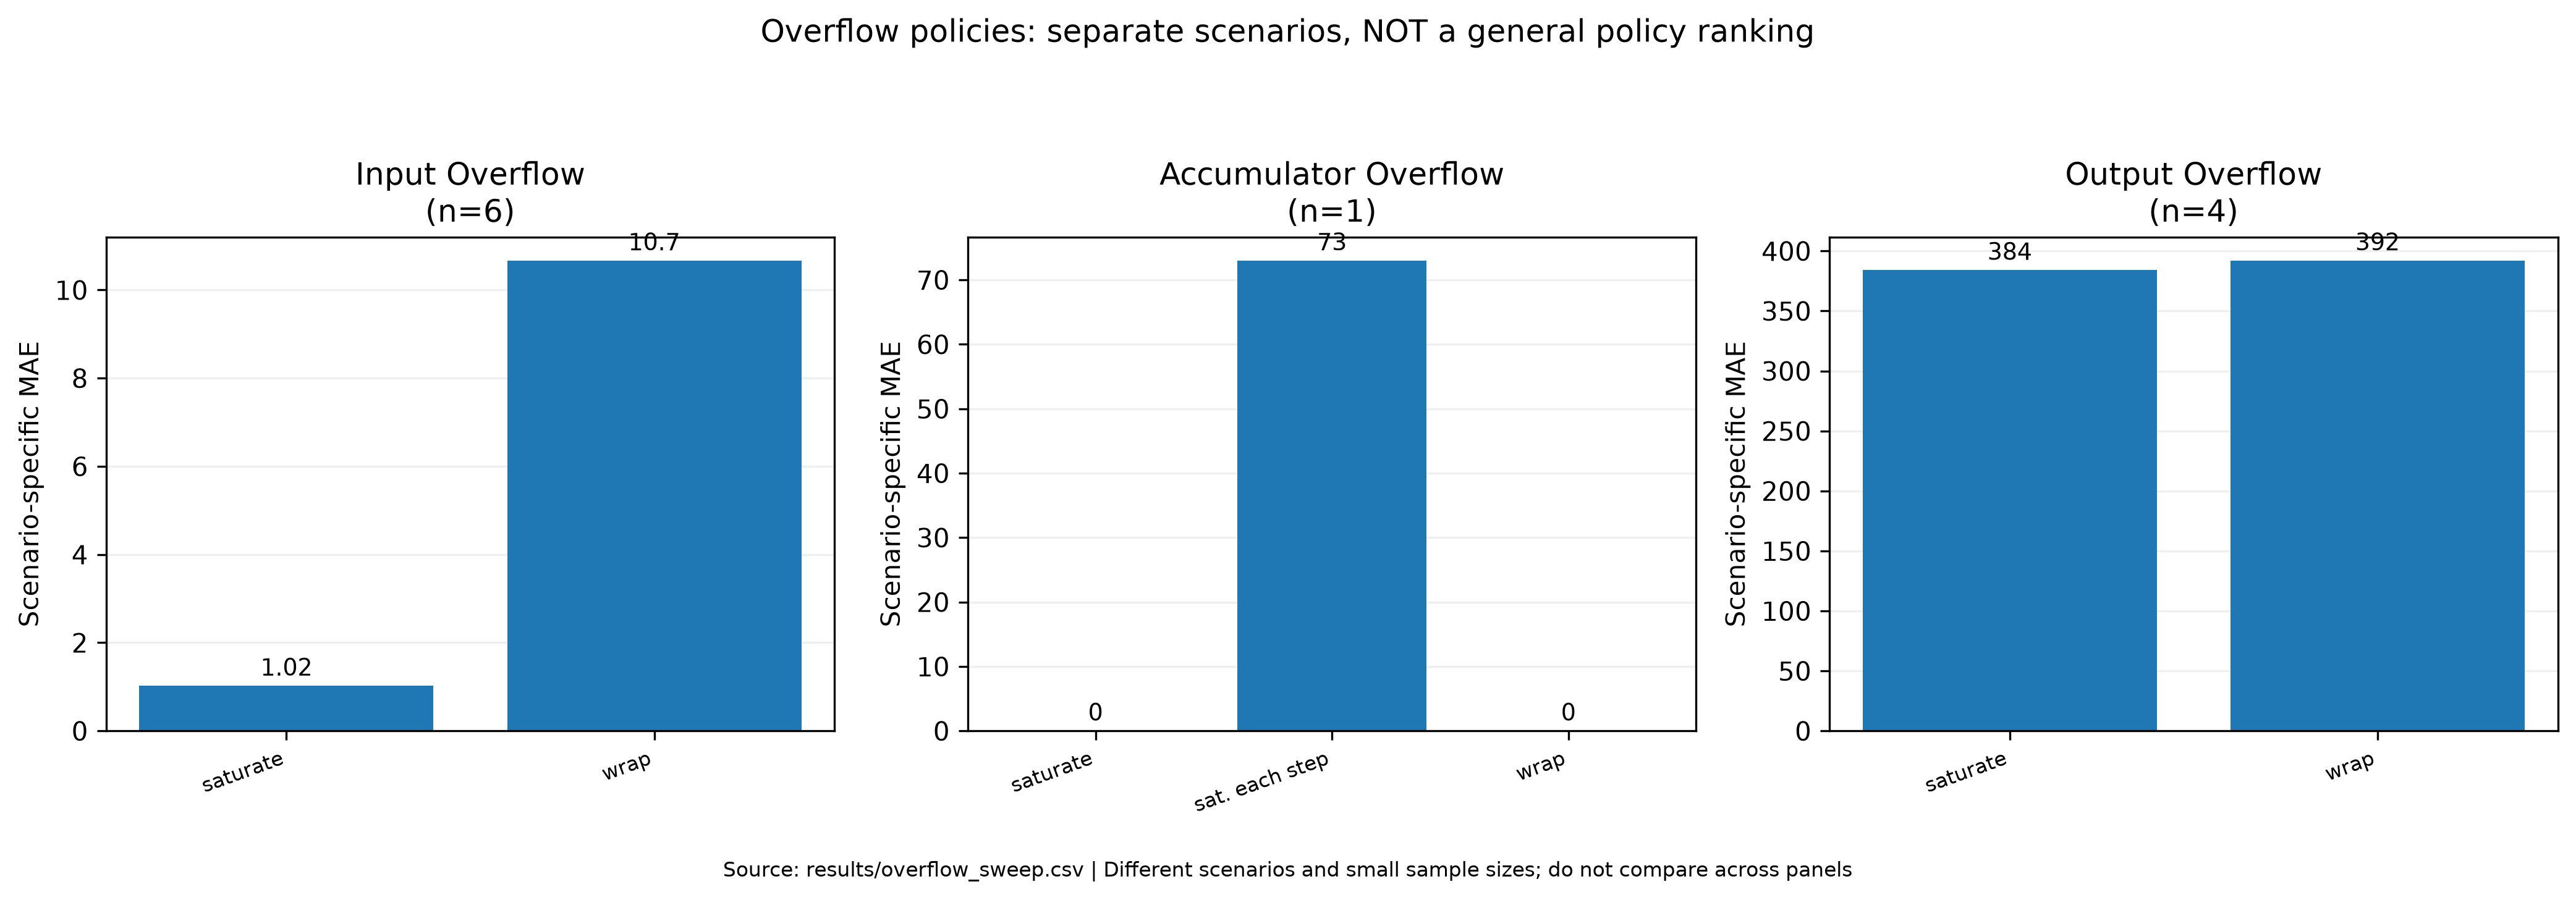 Overflow policies: separate scenarios, NOT a general policy ranking
Input Overflow
(n=6)
Scenario-specific MAE
10
8
6
4
2
0
1.02
10.7
saturate
wrap
Accumulator Overflow
(n=1)
Scenario-specific MAE
70
60
50
40
30
20
10
0
0
73
0
saturate
sat. each step
wrap
Output Overflow
(n=4)
Scenario-specific MAE
400
350
300
250
200
150
100
50
0
384
392
saturate
wrap
Source: results/overflow_sweep.csv | Different scenarios and small sample sizes; do not compare across panels